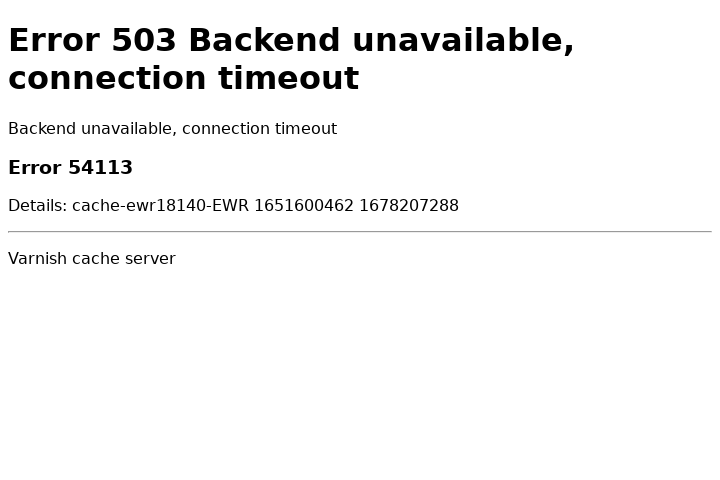 Error 503 Backend unavailable,
connection timeout
Backend unavailable, connection timeout
Error 54113
Details: cache-ewr18140-EWR 1651600462 1678207288
Varnish cache server